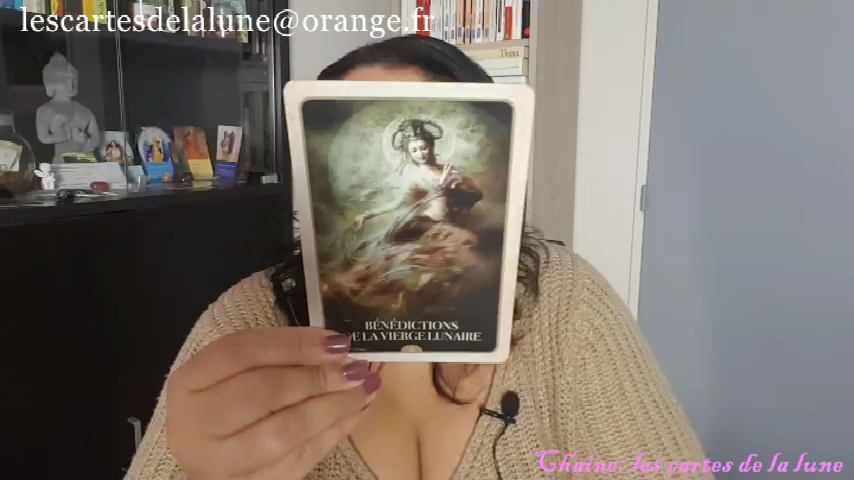 lescartesdelalune@orange.fr
BÉNÉDICTIONS
DE LA VIERGE LUNAIRE
Chaine: les cartes de la lune